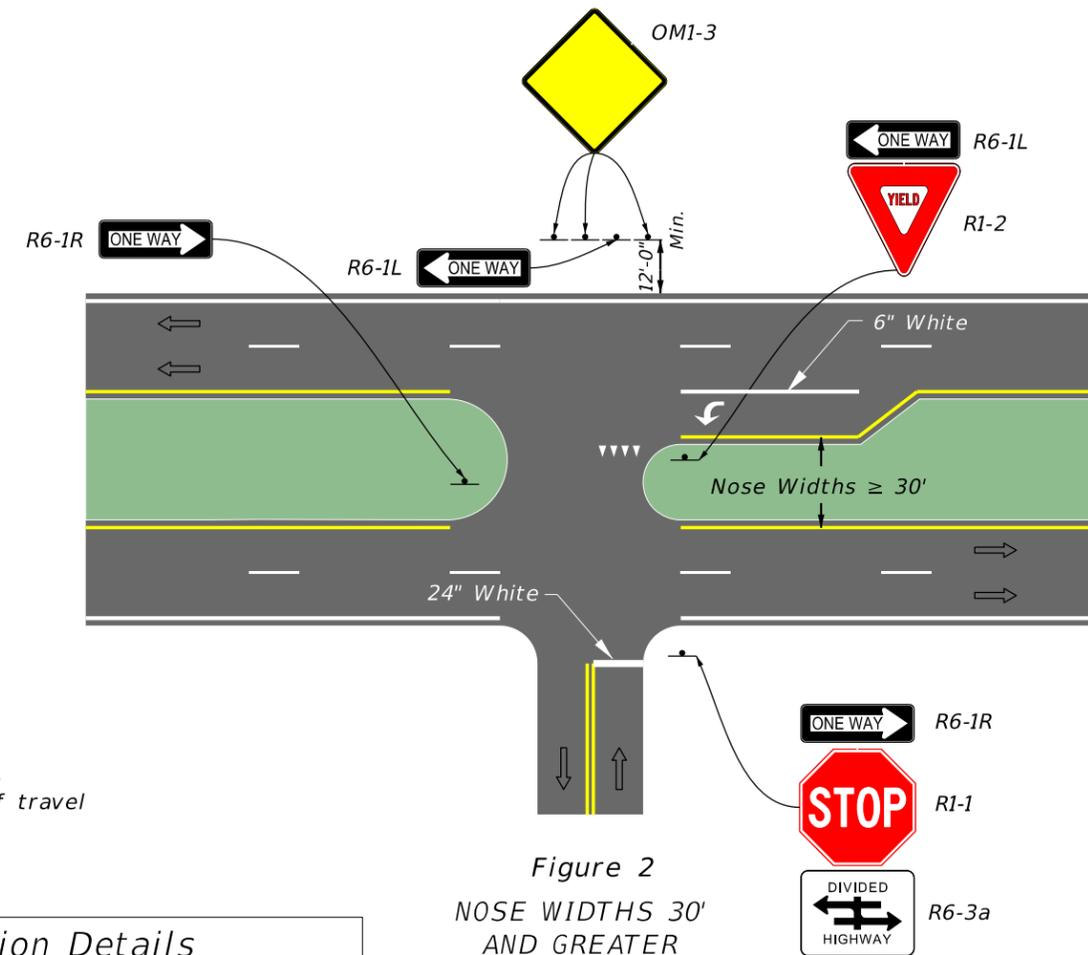 OM1-3
ONE WAY
R6-1L
YIELD
R1-2
R6-1R
ONE WAY
R6-1L
ONE WAY
12'-0"
Min.
6" White
Nose Widths ≥ 30'
24" White
ONE WAY
R6-1R
STOP
R1-1
DIVIDED
HIGHWAY
R6-3a
travel
Figure 2
NOSE WIDTHS 30'
AND GREATER
Details